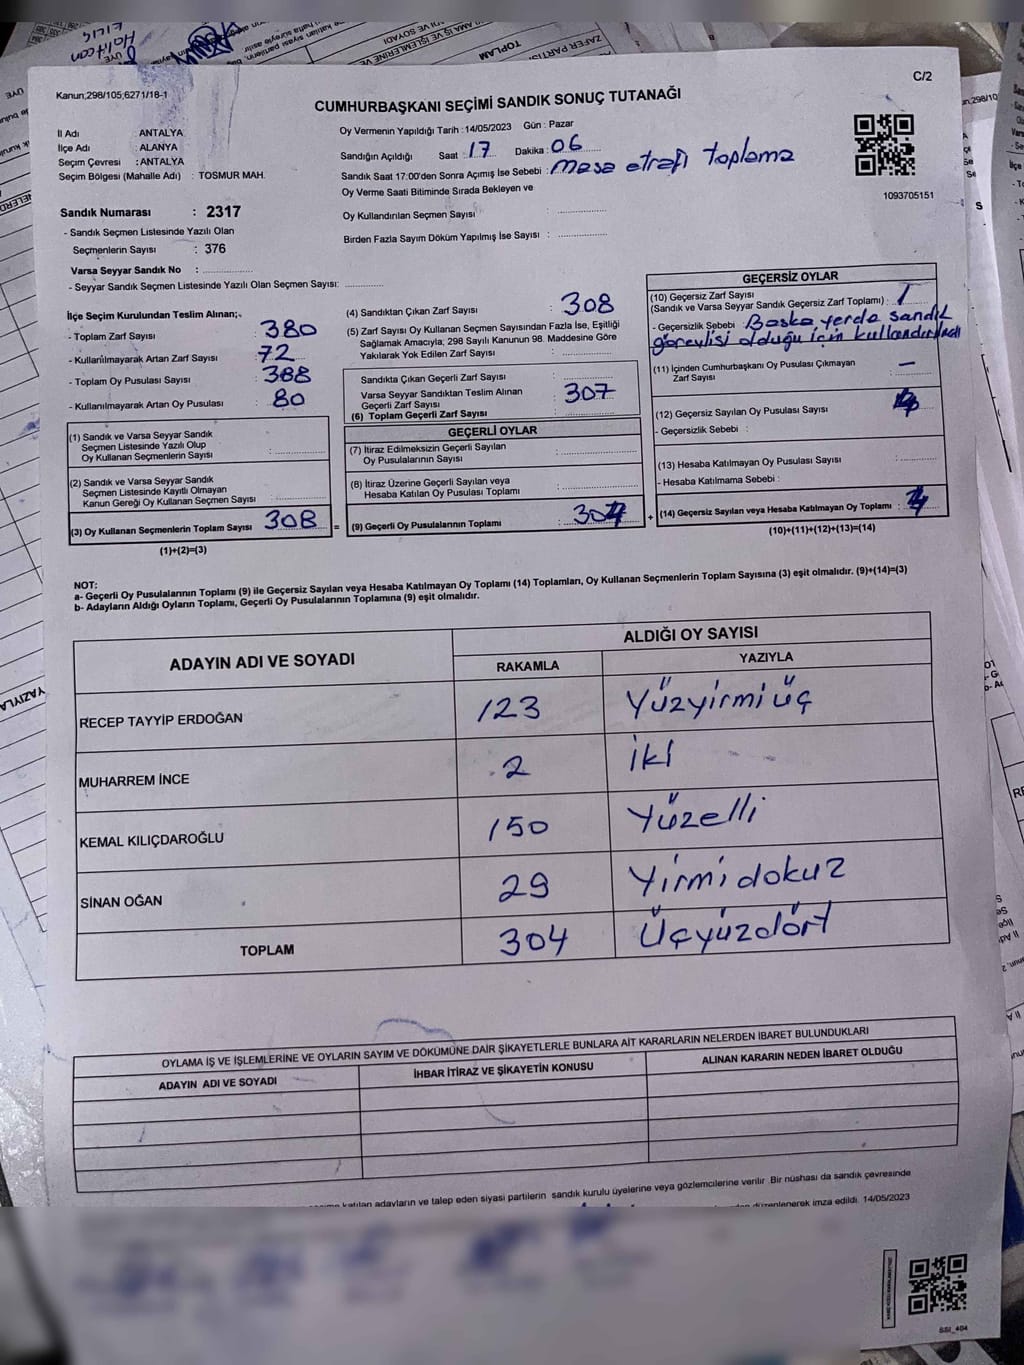 C/2
Kanun;298/105;6271/18-1
CUMHURBAŞKANI SEÇİMİ SANDIK SONUÇ TUTANAĞI
İl Adı : ANTALYA
İlçe Adı : ALANYA
Seçim Çevresi : ANTALYA
Seçim Bölgesi (Mahalle Adı) : TOSMUR MAH.
Oy Vermenin Yapıldığı Tarih :14/05/2023 Gün : Pazar
Sandığın Açıldığı Saat : 17 Dakika : 06
Sandık Saat 17:00'den Sonra Açımış İse Sebebi : Masa etrafı toplama
Oy Verme Saati Bitiminde Sırada Bekleyen ve
Oy Kullandırılan Seçmen Sayısı :
Birden Fazla Sayım Döküm Yapılmış İse Sayısı :
1093705151
Sandık Numarası : 2317
- Sandık Seçmen Listesinde Yazılı Olan
Seçmenlerin Sayısı : 376
Varsa Seyyar Sandık No :
- Seyyar Sandık Seçmen Listesinde Yazılı Olan Seçmen Sayısı:
İlçe Seçim Kurulundan Teslim Alınan;
- Toplam Zarf Sayısı : 380
- Kullanılmayarak Artan Zarf Sayısı : 72
- Toplam Oy Pusulası Sayısı : 388
- Kullanılmayarak Artan Oy Pusulası : 80
(1) Sandık ve Varsa Seyyar Sandık
Seçmen Listesinde Yazılı Olup
Oy Kullanan Seçmenlerin Sayısı :
(2) Sandık ve Varsa Seyyar Sandık
Seçmen Listesinde Kayıtlı Olmayan
Kanun Gereği Oy Kullanan Seçmen Sayısı :
(3) Oy Kullanan Seçmenlerin Toplam Sayısı : 308 =
(1)+(2)=(3)
(4) Sandıktan Çıkan Zarf Sayısı : 308
(5) Zarf Sayısı Oy Kullanan Seçmen Sayısından Fazla İse, Eşitliği
Sağlamak Amacıyla; 298 Sayılı Kanunun 98. Maddesine Göre
Yakılarak Yok Edilen Zarf Sayısı :
Sandıkta Çıkan Geçerli Zarf Sayısı :
Varsa Seyyar Sandıktan Teslim Alınan
Geçerli Zarf Sayısı : 307
(6) Toplam Geçerli Zarf Sayısı :
GEÇERLİ OYLAR
(7) İtiraz Edilmeksizin Geçerli Sayılan
Oy Pusulalarının Sayısı :
(8) İtiraz Üzerine Geçerli Sayılan veya
Hesaba Katılan Oy Pusulası Toplamı :
(9) Geçerli Oy Pusulalarının Toplamı : 304 +
GEÇERSİZ OYLAR
(10) Geçersiz Zarf Sayısı
(Sandık ve Varsa Seyyar Sandık Geçersiz Zarf Toplamı) : 1
- Geçersizlik Sebebi : Başka yerde sandık
görevlisi olduğu için kullandırılmadı
(11) İçinden Cumhurbaşkanı Oy Pusulası Çıkmayan
Zarf Sayısı : -
(12) Geçersiz Sayılan Oy Pusulası Sayısı :
- Geçersizlik Sebebi :
(13) Hesaba Katılmayan Oy Pusulası Sayısı :
- Hesaba Katılmama Sebebi :
(14) Geçersiz Sayılan veya Hesaba Katılmayan Oy Toplamı :
(10)+(11)+(12)+(13)=(14)
NOT:
a- Geçerli Oy Pusulalarının Toplamı (9) ile Geçersiz Sayılan veya Hesaba Katılmayan Oy Toplamı (14) Toplamları, Oy Kullanan Seçmenlerin Toplam Sayısına (3) eşit olmalıdır. (9)+(14)=(3)
b- Adayların Aldığı Oyların Toplamı, Geçerli Oy Pusulalarının Toplamına (9) eşit olmalıdır.
ADAYIN ADI VE SOYADI
ALDIĞI OY SAYISI
RAKAMLA YAZIYLA
RECEP TAYYİP ERDOĞAN 123 Yüzyirmi üç
MUHARREM İNCE 2 İki
KEMAL KILIÇDAROĞLU 150 Yüzelli
SİNAN OĞAN 29 Yirmi dokuz
TOPLAM 304 Üçyüzdört
OYLAMA İŞ VE İŞLEMLERİNE VE OYLARIN SAYIM VE DÖKÜMÜNE DAİR ŞİKAYETLERLE BUNLARA AİT KARARLARIN NELERDEN İBARET BULUNDUKLARI
ADAYIN ADI VE SOYADI İHBAR İTİRAZ VE ŞİKAYETİN KONUSU ALINAN KARARIN NEDEN İBARET OLDUĞU
katılan adayların ve talep eden siyasi partilerin sandık kurulu üyelerine veya gözlemcilerine verilir. Bir nüshası da sandık çevresinde
düzenlenerek imza edildi. 14/05/2023